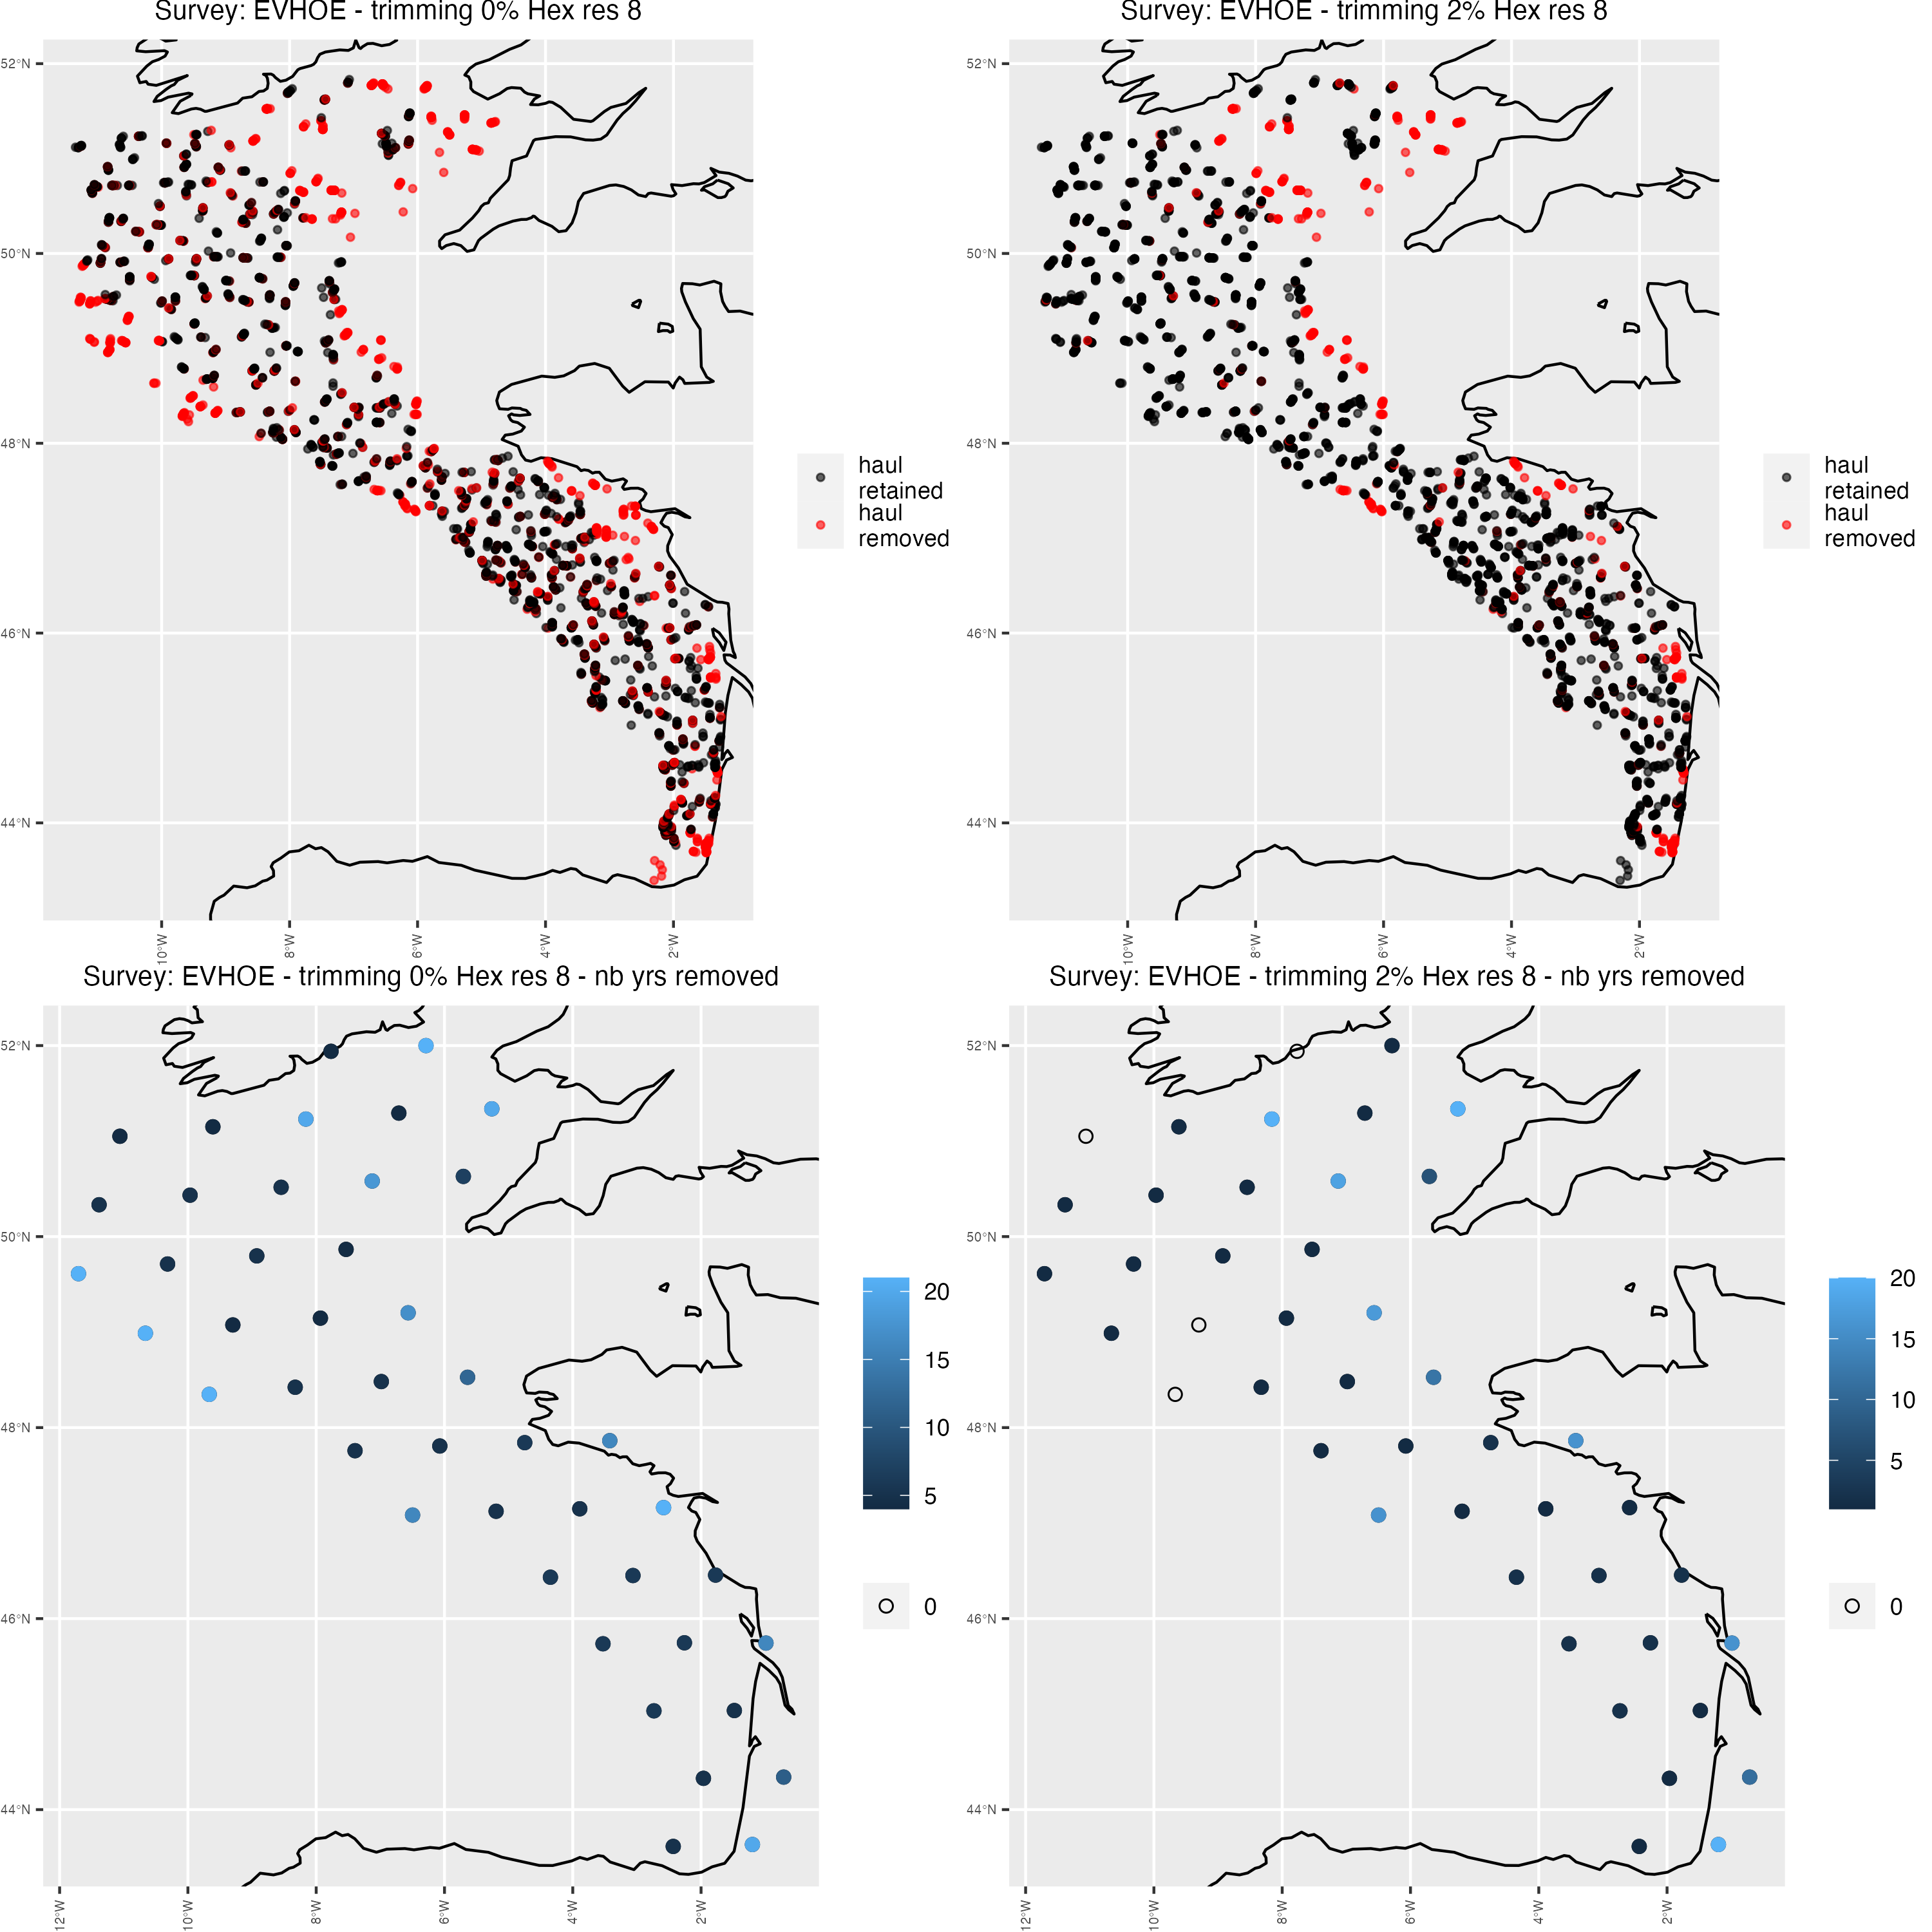 Survey: EVHOE - trimming 0% Hex res 8
52°N
50°N
48°N
46°N
44°N
10°W
8°W
6°W
4°W
2°W
haul
retained
haul
removed
Survey: EVHOE - trimming 2% Hex res 8
52°N
50°N
48°N
46°N
44°N
10°W
8°W
6°W
4°W
2°W
haul
retained
haul
removed
Survey: EVHOE - trimming 0% Hex res 8 - nb yrs removed
52°N
50°N
48°N
46°N
44°N
12°W
10°W
8°W
6°W
4°W
2°W
20
15
10
5
0
Survey: EVHOE - trimming 2% Hex res 8 - nb yrs removed
52°N
50°N
48°N
46°N
44°N
12°W
10°W
8°W
6°W
4°W
2°W
20
15
10
5
0